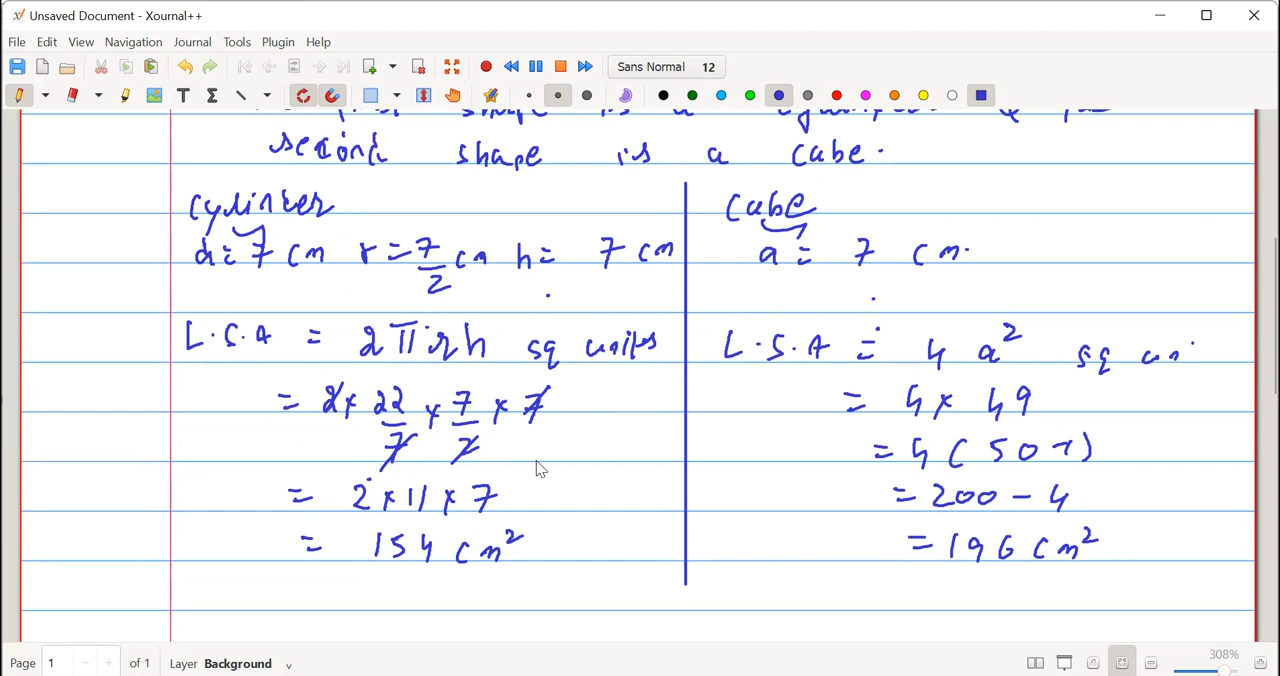 Unsaved Document - Xournal++
File Edit View Navigation Journal Tools Plugin Help
Sans Normal 12
shape is a
second shape is a cube.
Cylinder
d = 7 cm r = 7/2 cm h = 7 cm
L.S.A = 2πrh sq units
= 2 × 22/7 × 7/2 × 7
= 2 × 11 × 7
= 154 cm²
Cube
a = 7 cm.
L.S.A = 4 a² sq un
= 4 × 49
= 4 (50-1)
= 200 - 4
= 196 cm²
Page 1 of 1 Layer Background 308%